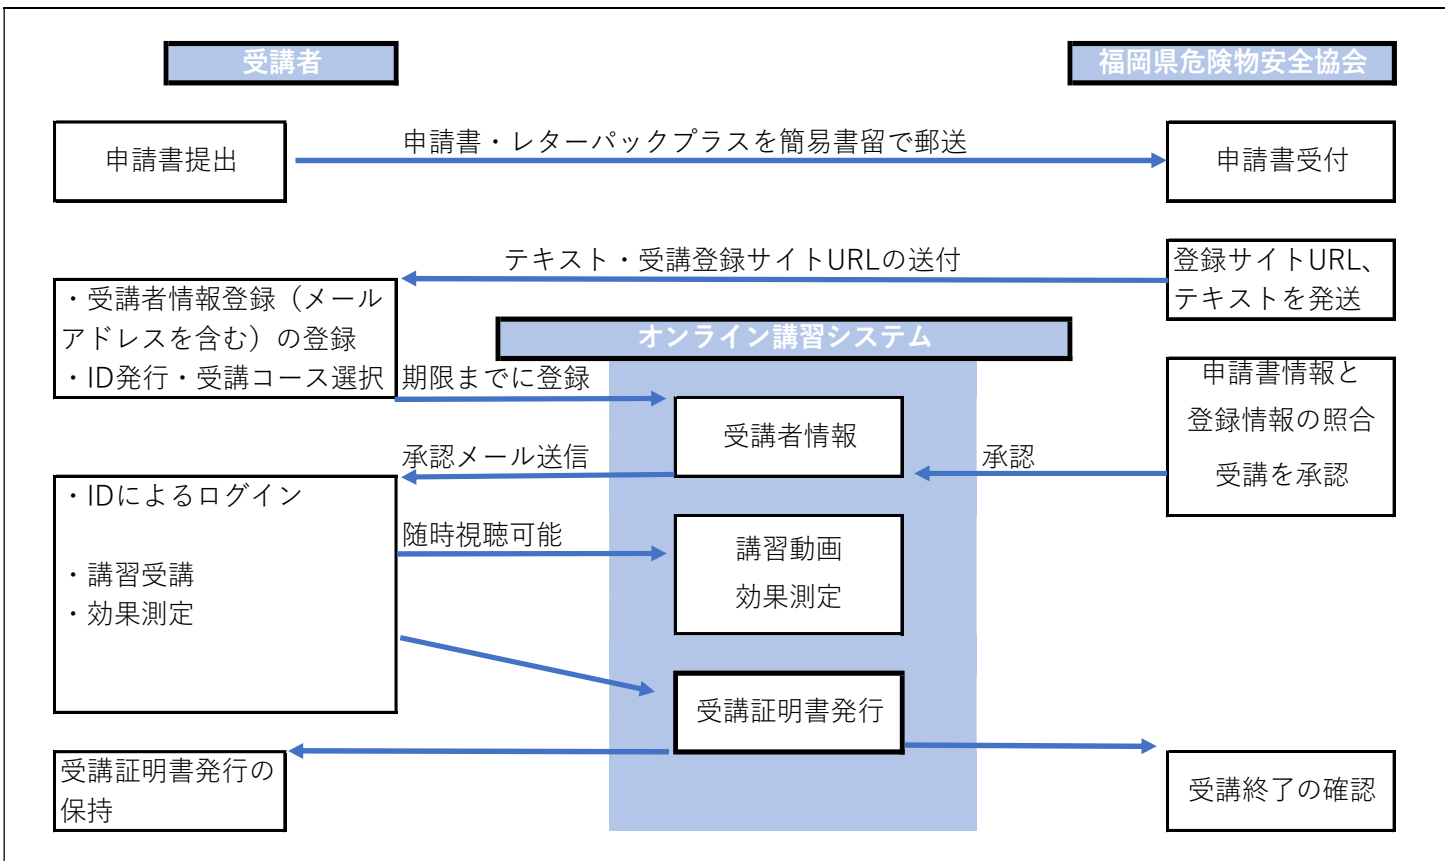 受講者
福岡県危険物安全協会
申請書提出
申請書・レターパックプラスを簡易書留で郵送
申請書受付
テキスト・受講登録サイトURLの送付
登録サイトURL、
テキストを発送
・受講者情報登録（メール
アドレスを含む）の登録
・ID発行・受講コース選択
オンライン講習システム
期限までに登録
受講者情報
申請書情報と
登録情報の照合
受講を承認
承認メール送信
承認
・IDによるログイン
・講習受講
・効果測定
随時視聴可能
講習動画
効果測定
受講証明書発行
受講証明書発行の
保持
受講終了の確認